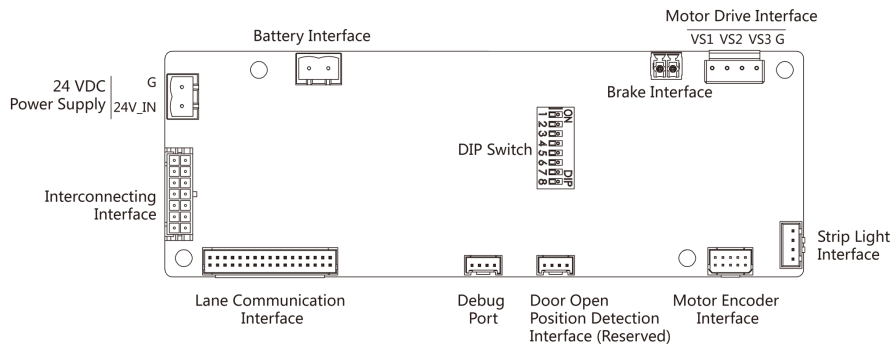 Motor Drive Interface
VS1 VS2 VS3 G
Battery Interface
24 VDC
Power Supply
G
24V_IN
Brake Interface
DIP Switch
ON
1
2
3
4
5
6
7
8
DIP
Interconnecting
Interface
Strip Light
Interface
Lane Communication
Interface
Debug
Port
Door Open
Position Detection
Interface (Reserved)
Motor Encoder
Interface